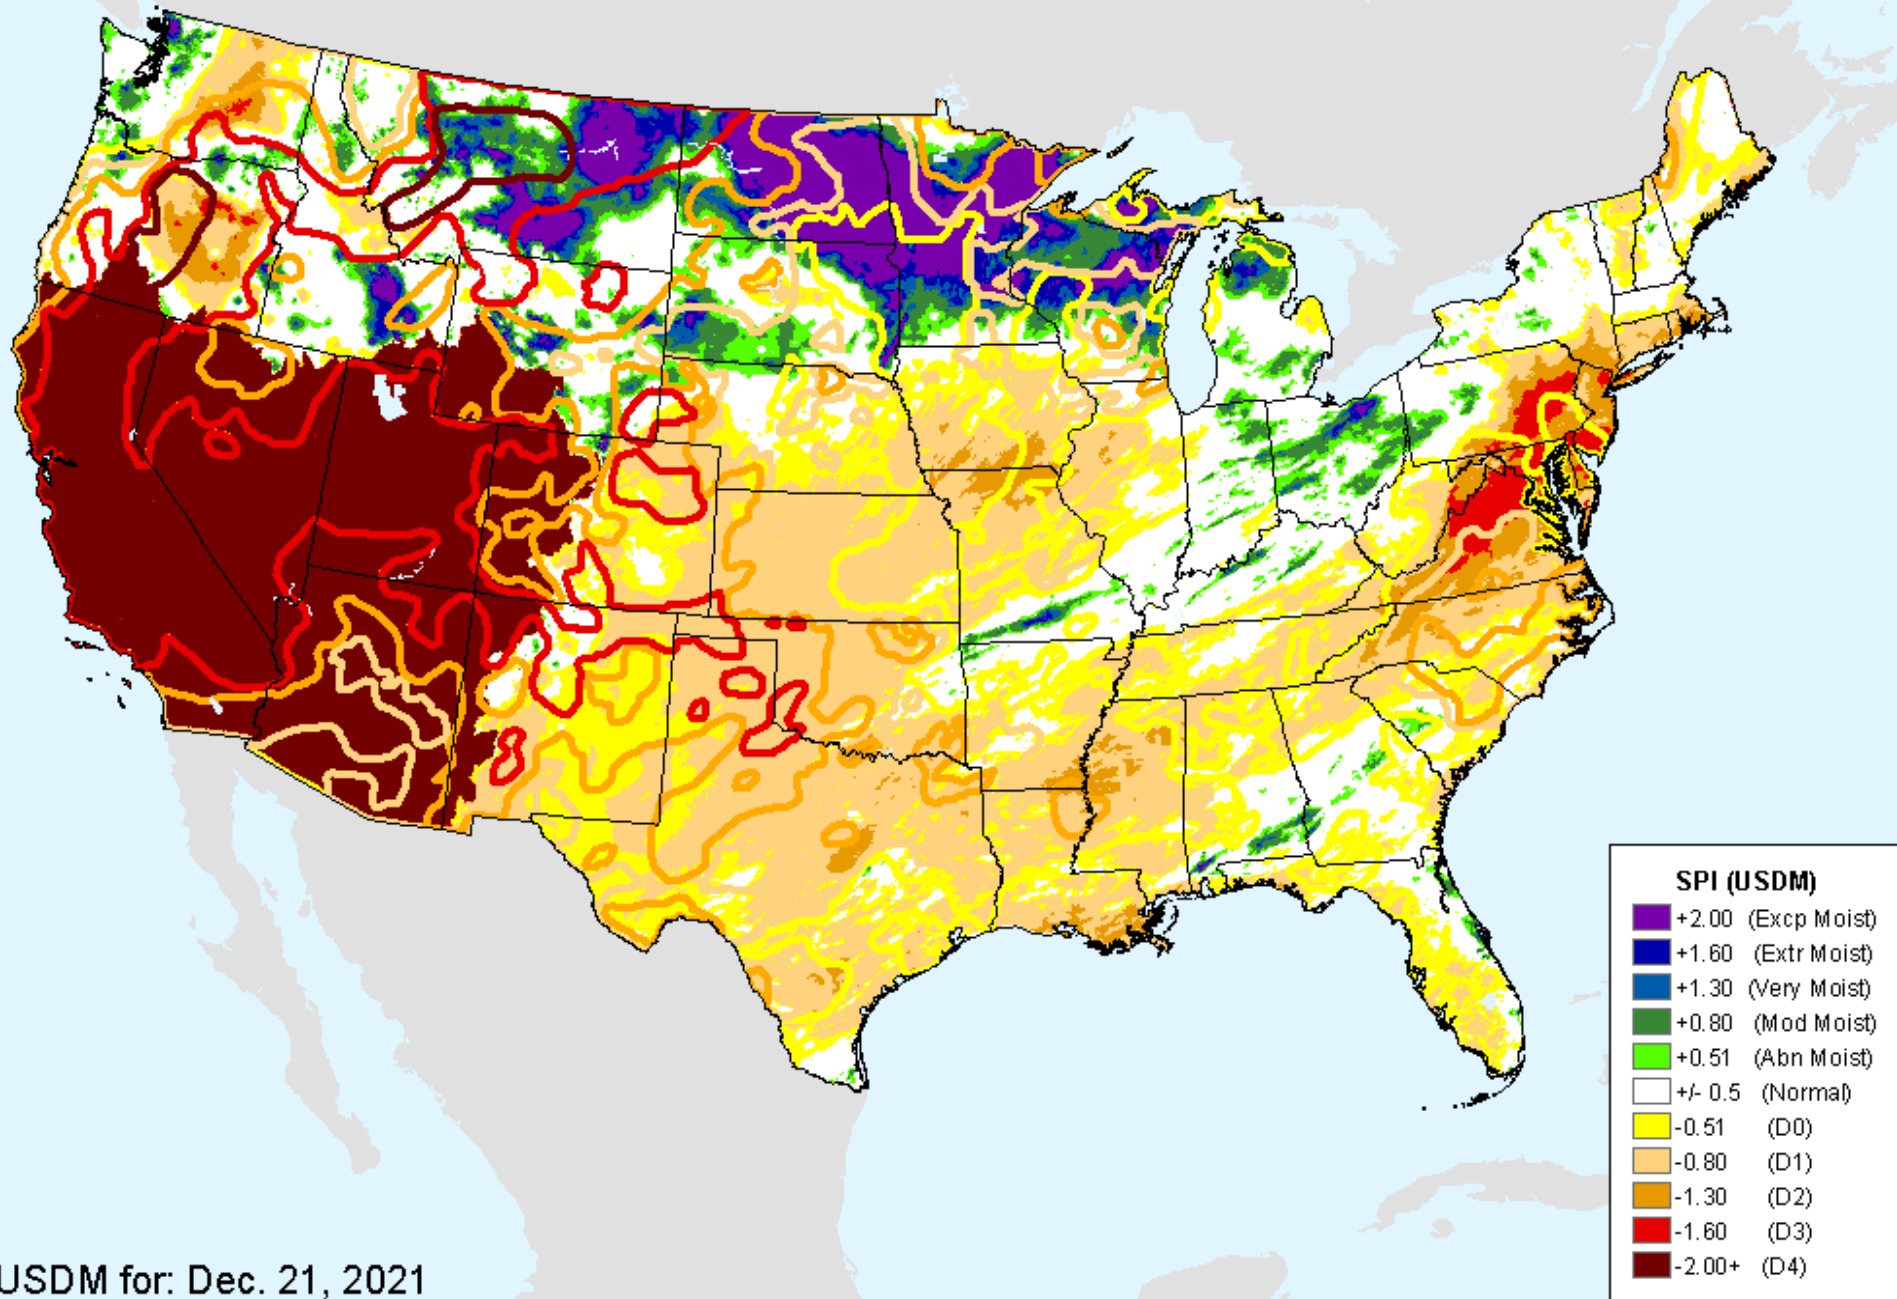 SPI (USDM)
+2.00 (Excp Moist)
+1.60 (Extr Moist)
+1.30 (Very Moist)
+0.80 (Mod Moist)
+0.51 (Abn Moist)
+/- 0.5 (Normal)
-0.51 (D0)
-0.80 (D1)
-1.30 (D2)
-1.60 (D3)
-2.00+ (D4)
USDM for: Dec. 21, 2021